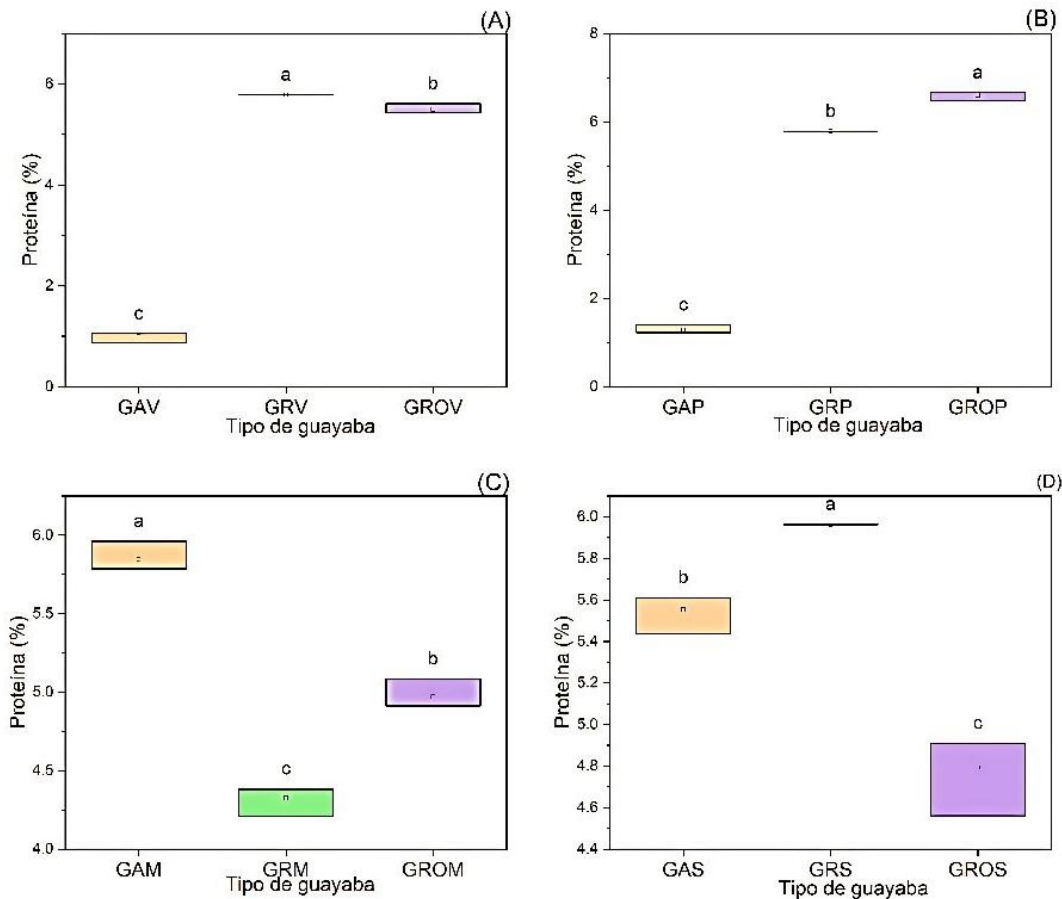 (A)
Proteína (%)
6
4
2
0
a
b
c
GAV GRV GROV
Tipo de guayaba
(B)
Proteína (%)
8
6
4
2
0
a
b
c
GAP GRP GROP
Tipo de guayaba
(C)
Proteína (%)
6.0
5.5
5.0
4.5
4.0
a
b
c
GAM GRM GROM
Tipo de guayaba
(D)
Proteína (%)
6.0
5.8
5.6
5.4
5.2
5.0
4.8
4.6
4.4
a
b
c
GAS GRS GROS
Tipo de guayaba